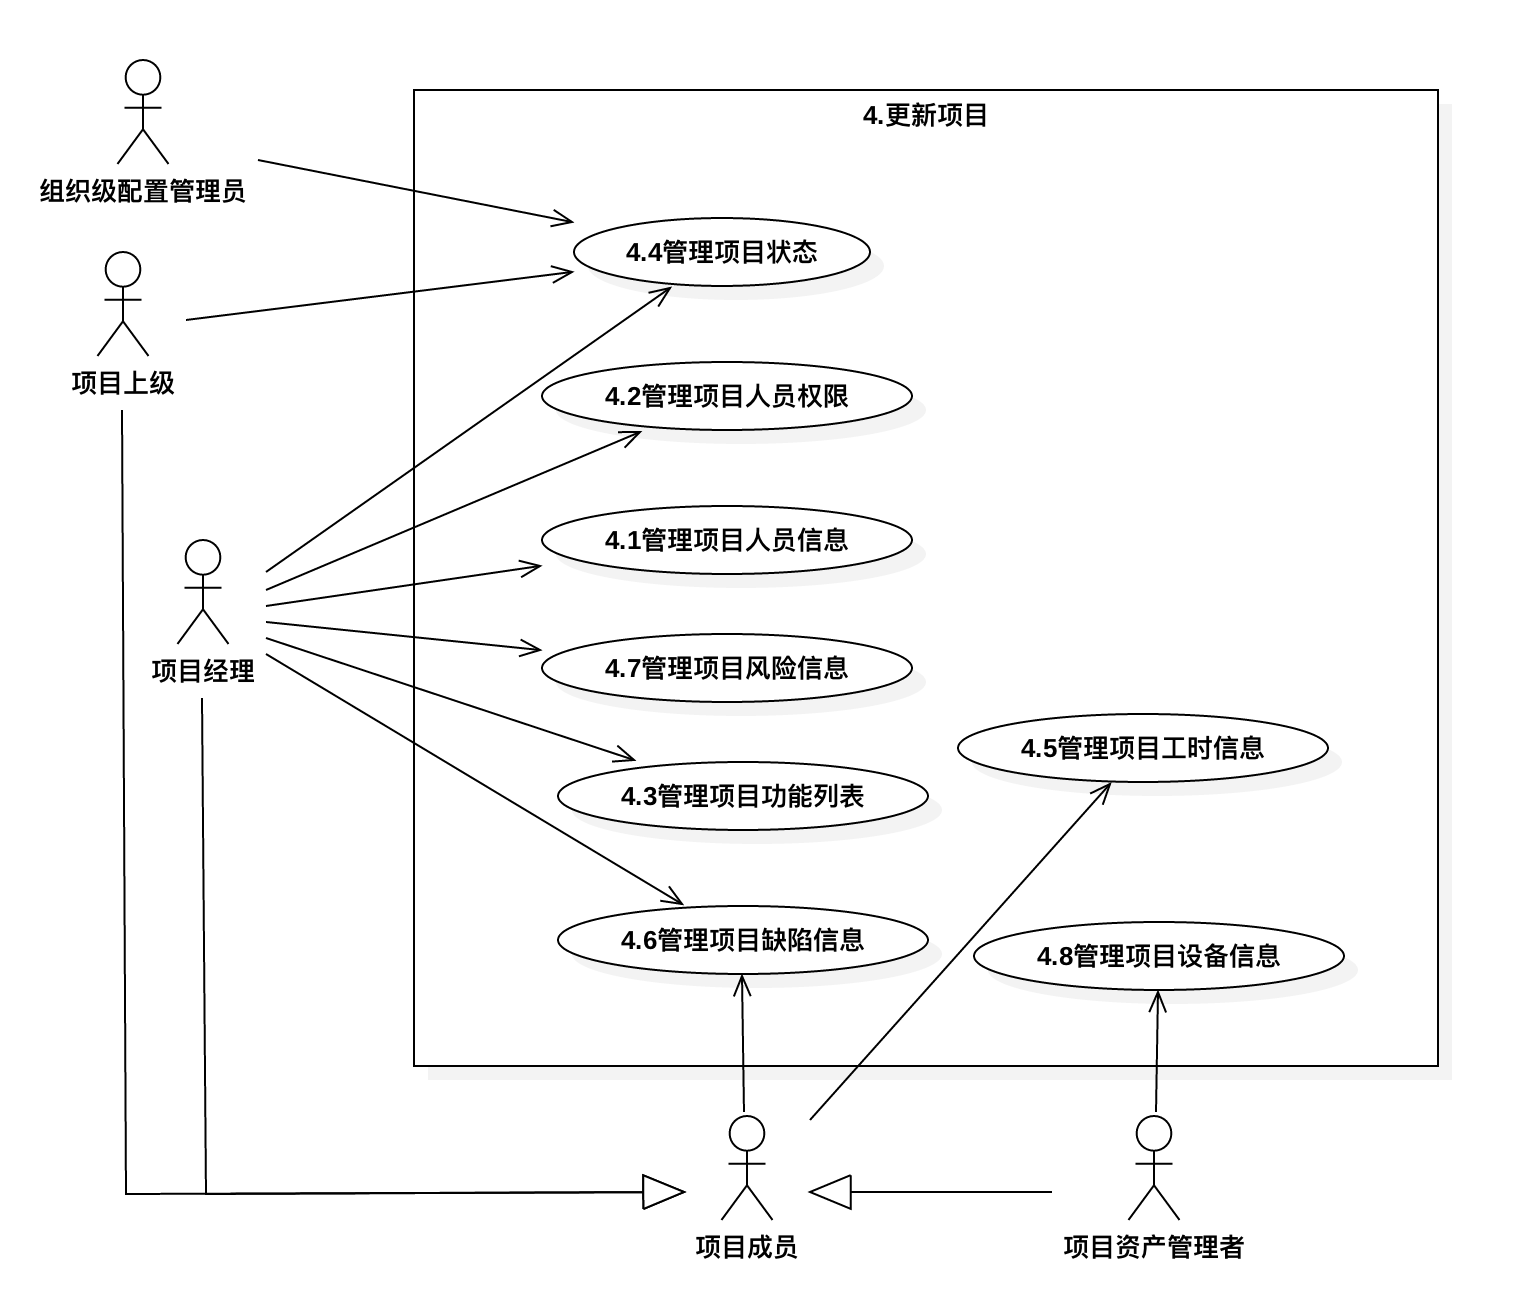 4.更新项目
组织级配置管理员
4.4管理项目状态
项目上级
4.2管理项目人员权限
4.1管理项目人员信息
项目经理
4.7管理项目风险信息
4.5管理项目工时信息
4.3管理项目功能列表
4.6管理项目缺陷信息
4.8管理项目设备信息
项目成员
项目资产管理者